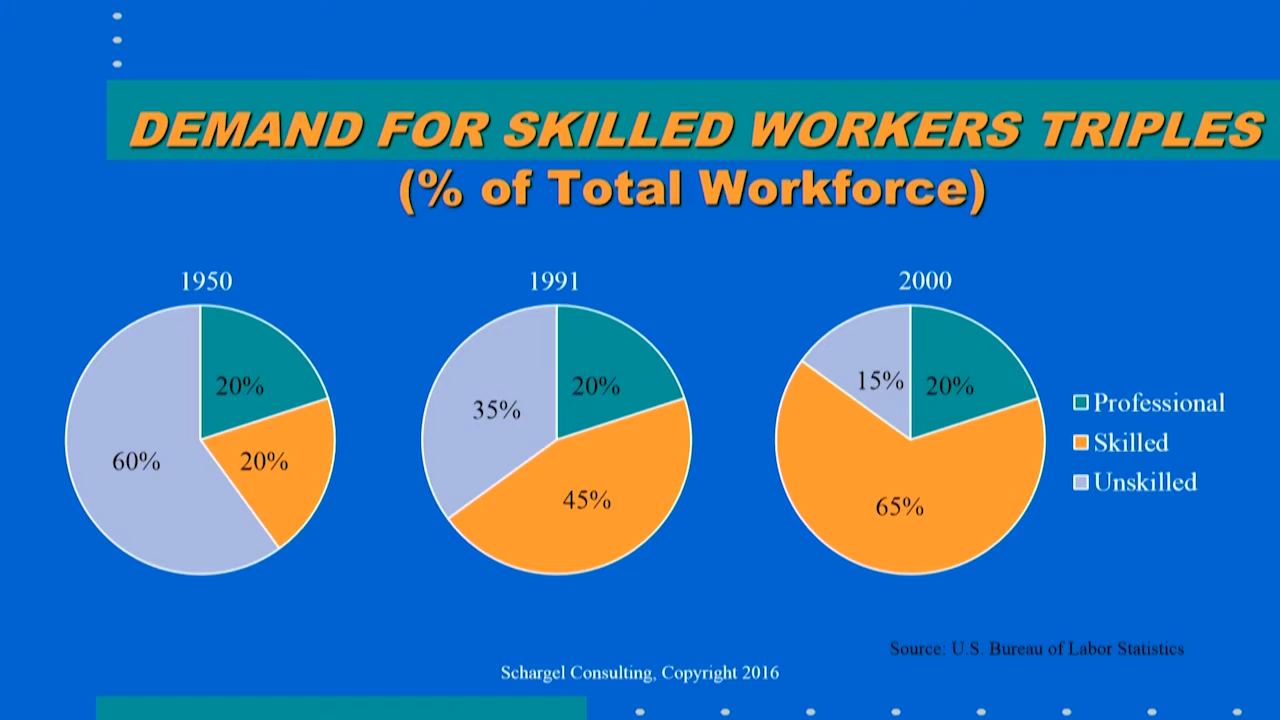 DEMAND FOR SKILLED WORKERS TRIPLES
(% of Total Workforce)
1950
20%
20%
60%
1991
20%
45%
35%
2000
20%
65%
15%
Professional
Skilled
Unskilled
Source: U.S. Bureau of Labor Statistics
Schargel Consulting, Copyright 2016